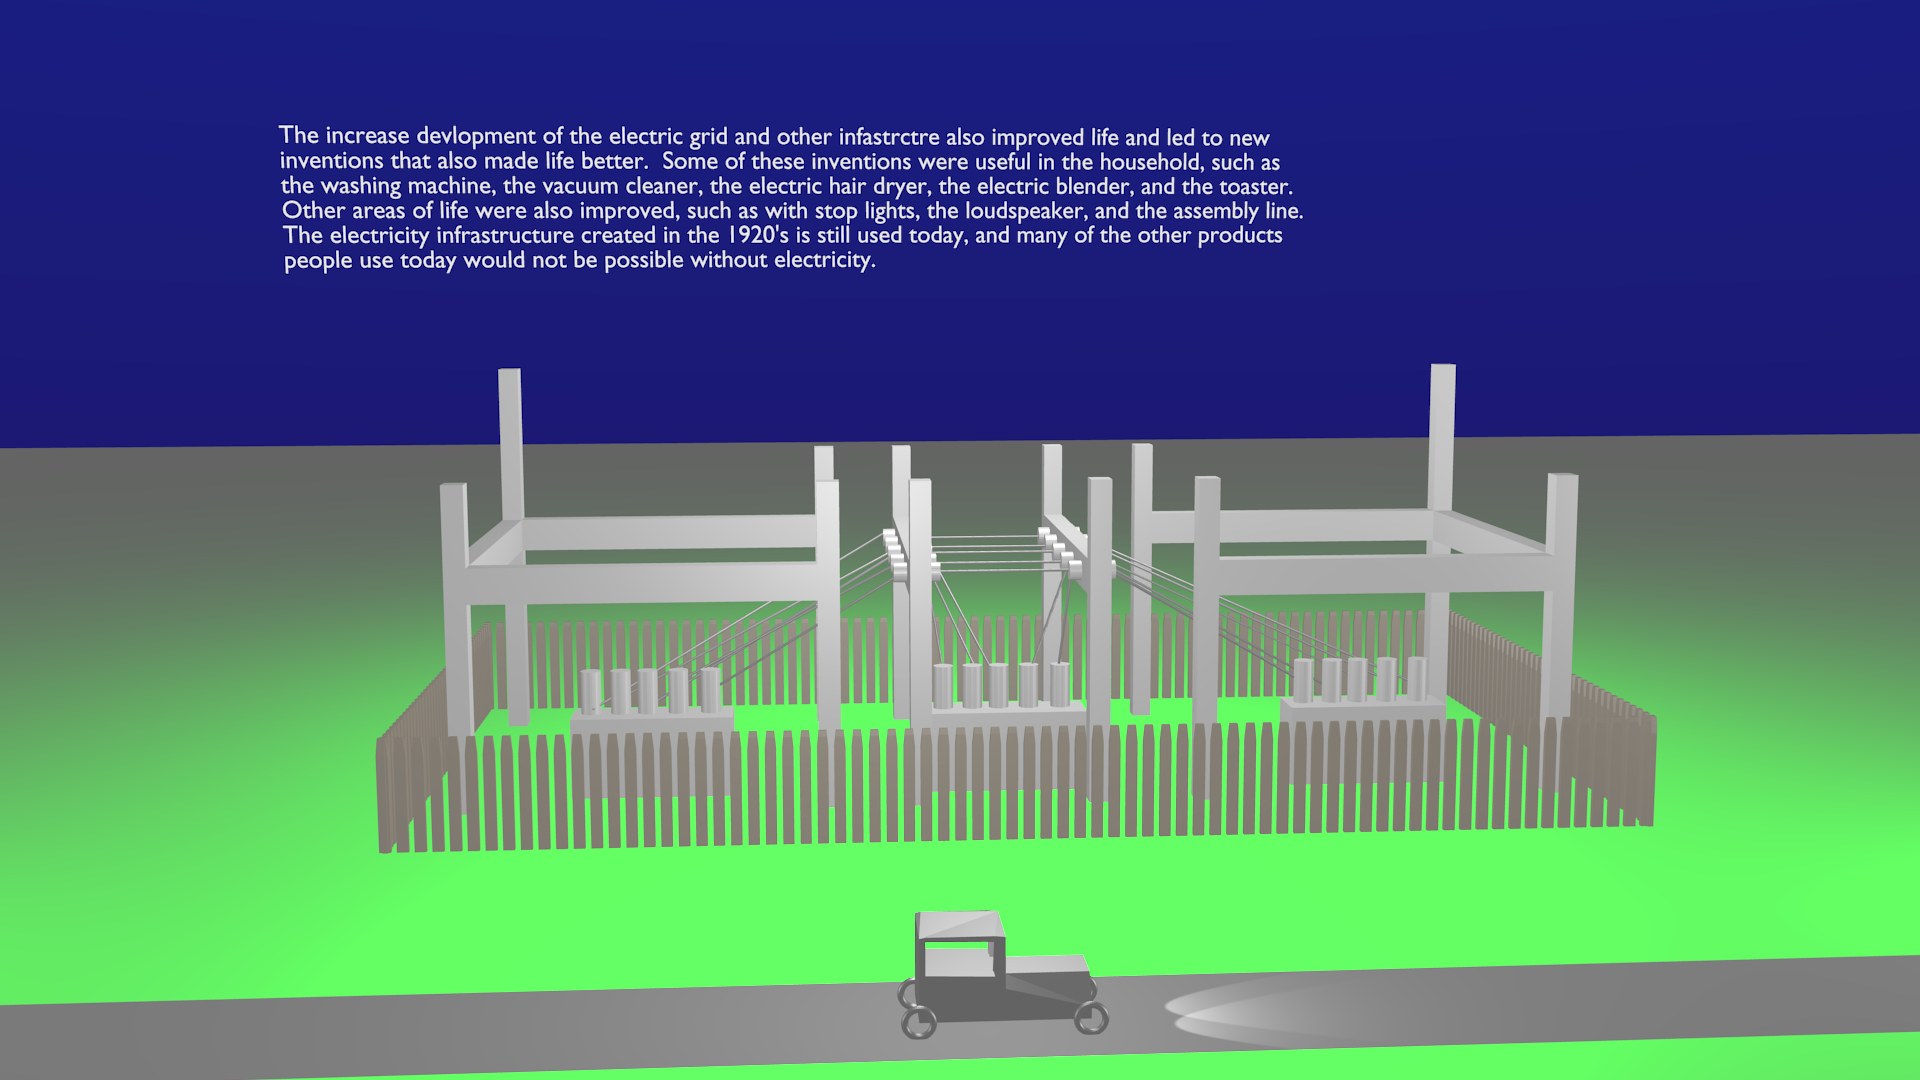 The increase devlopment of the electric grid and other infastrctre also improved life and led to new
inventions that also made life better.  Some of these inventions were useful in the household, such as
the washing machine, the vacuum cleaner, the electric hair dryer, the electric blender, and the toaster.
Other areas of life were also improved, such as with stop lights, the loudspeaker, and the assembly line.
The electricity infrastructure created in the 1920's is still used today, and many of the other products
people use today would not be possible without electricity.